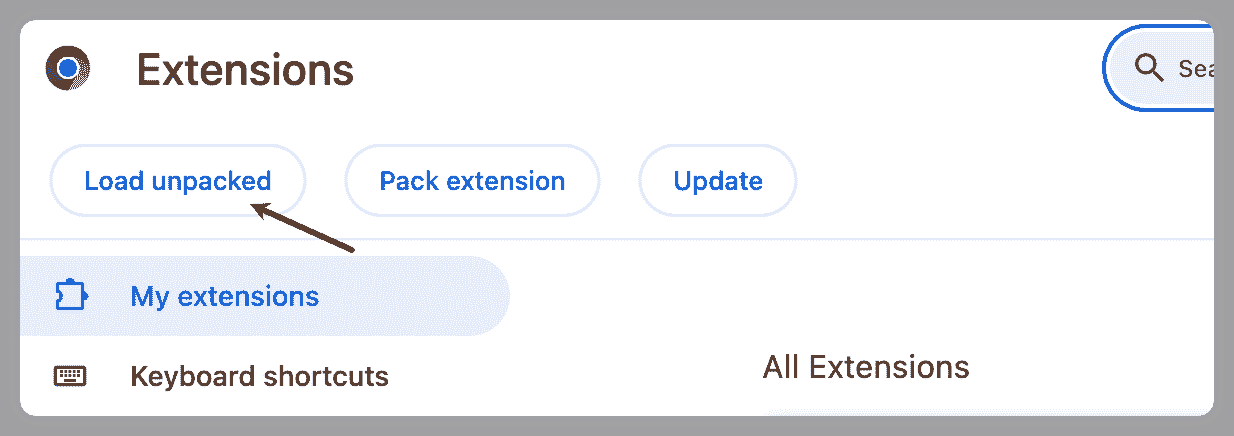 Extensions
Load unpacked
Pack extension
Update
My extensions
Keyboard shortcuts
All Extensions